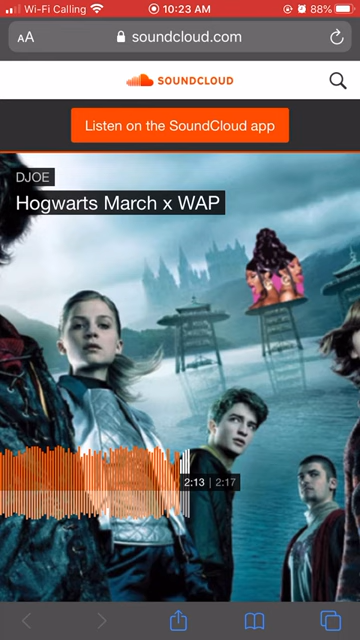 Wi-Fi Calling 10:23 AM 88%
AA soundcloud.com
SOUNDCLOUD
Listen on the SoundCloud app
DJOE
Hogwarts March x WAP
2:13 | 2:17